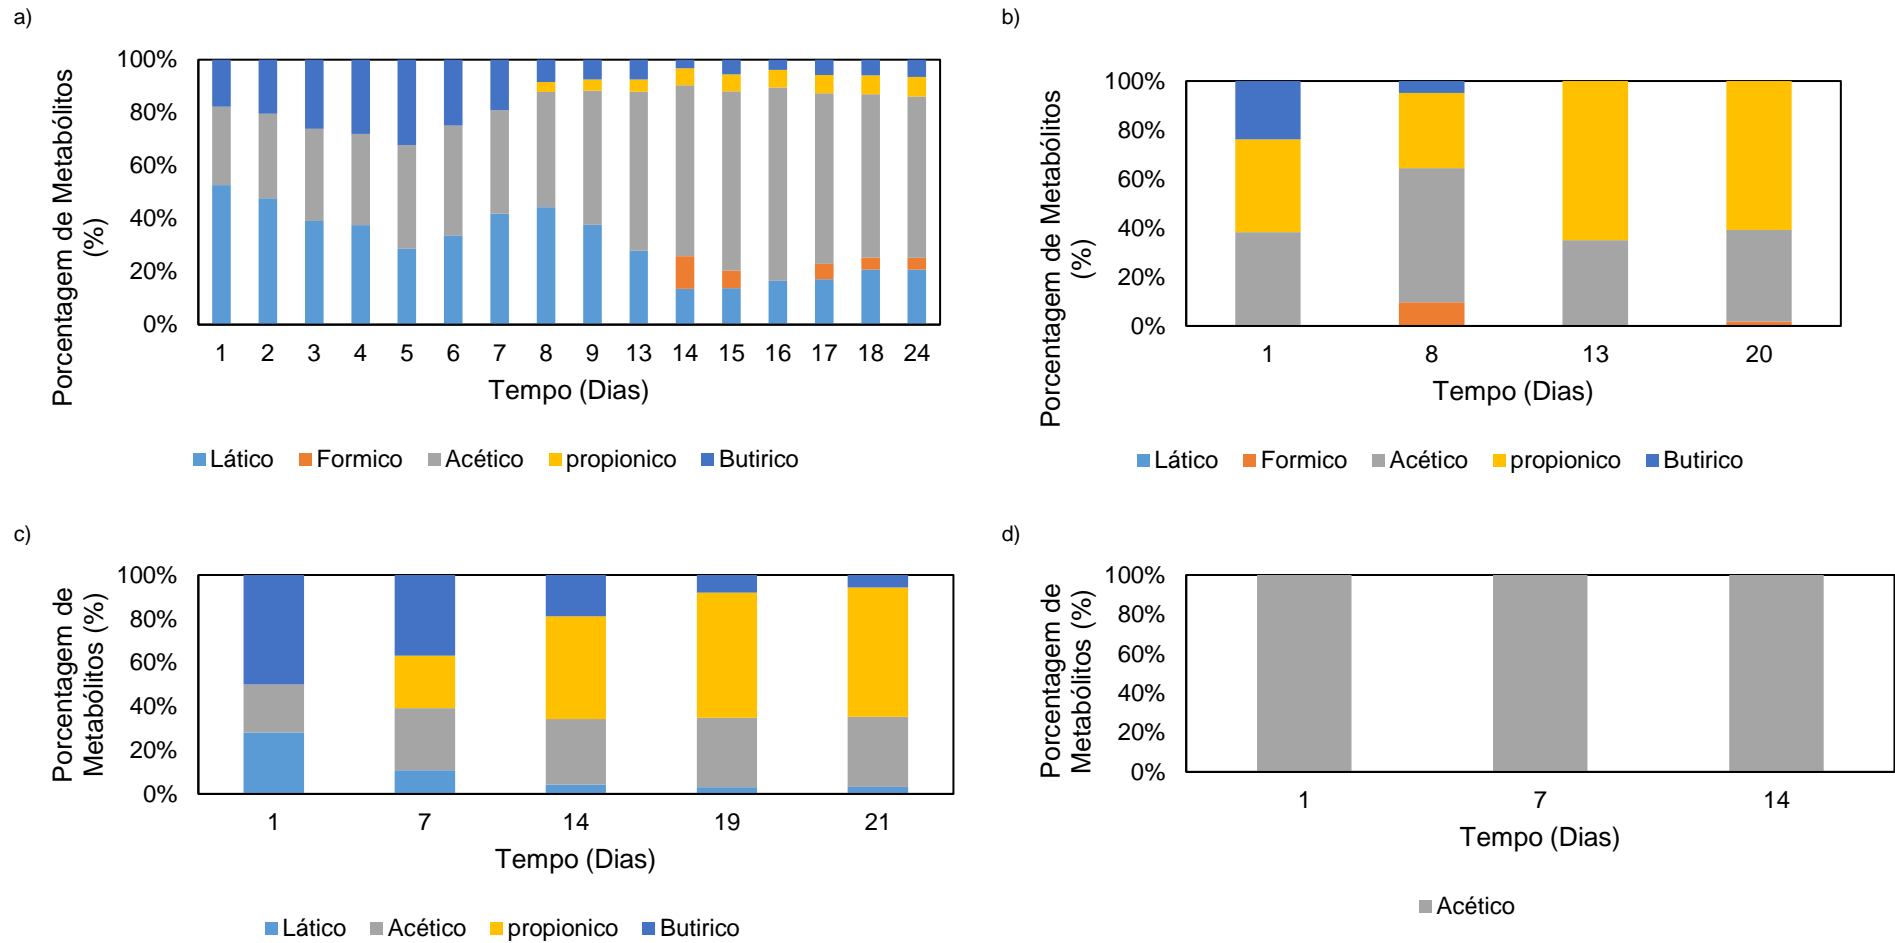 a)
Porcentagem de Metabólitos
(%)
100%
80%
60%
40%
20%
0%
1 2 3 4 5 6 7 8 9 13 14 15 16 17 18 24
Tempo (Dias)
Lático Formico Acético propionico Butirico
b)
Porcentagem de Metabólitos
(%)
100%
80%
60%
40%
20%
0%
1 8 13 20
Tempo (Dias)
Lático Formico Acético propionico Butirico
c)
Porcentagem de
Metabólitos (%)
100%
80%
60%
40%
20%
0%
1 7 14 19 21
Tempo (Dias)
Lático Acético propionico Butirico
d)
Porcentagem de
Metabólitos (%)
100%
80%
60%
40%
20%
0%
1 7 14
Tempo (Dias)
Acético